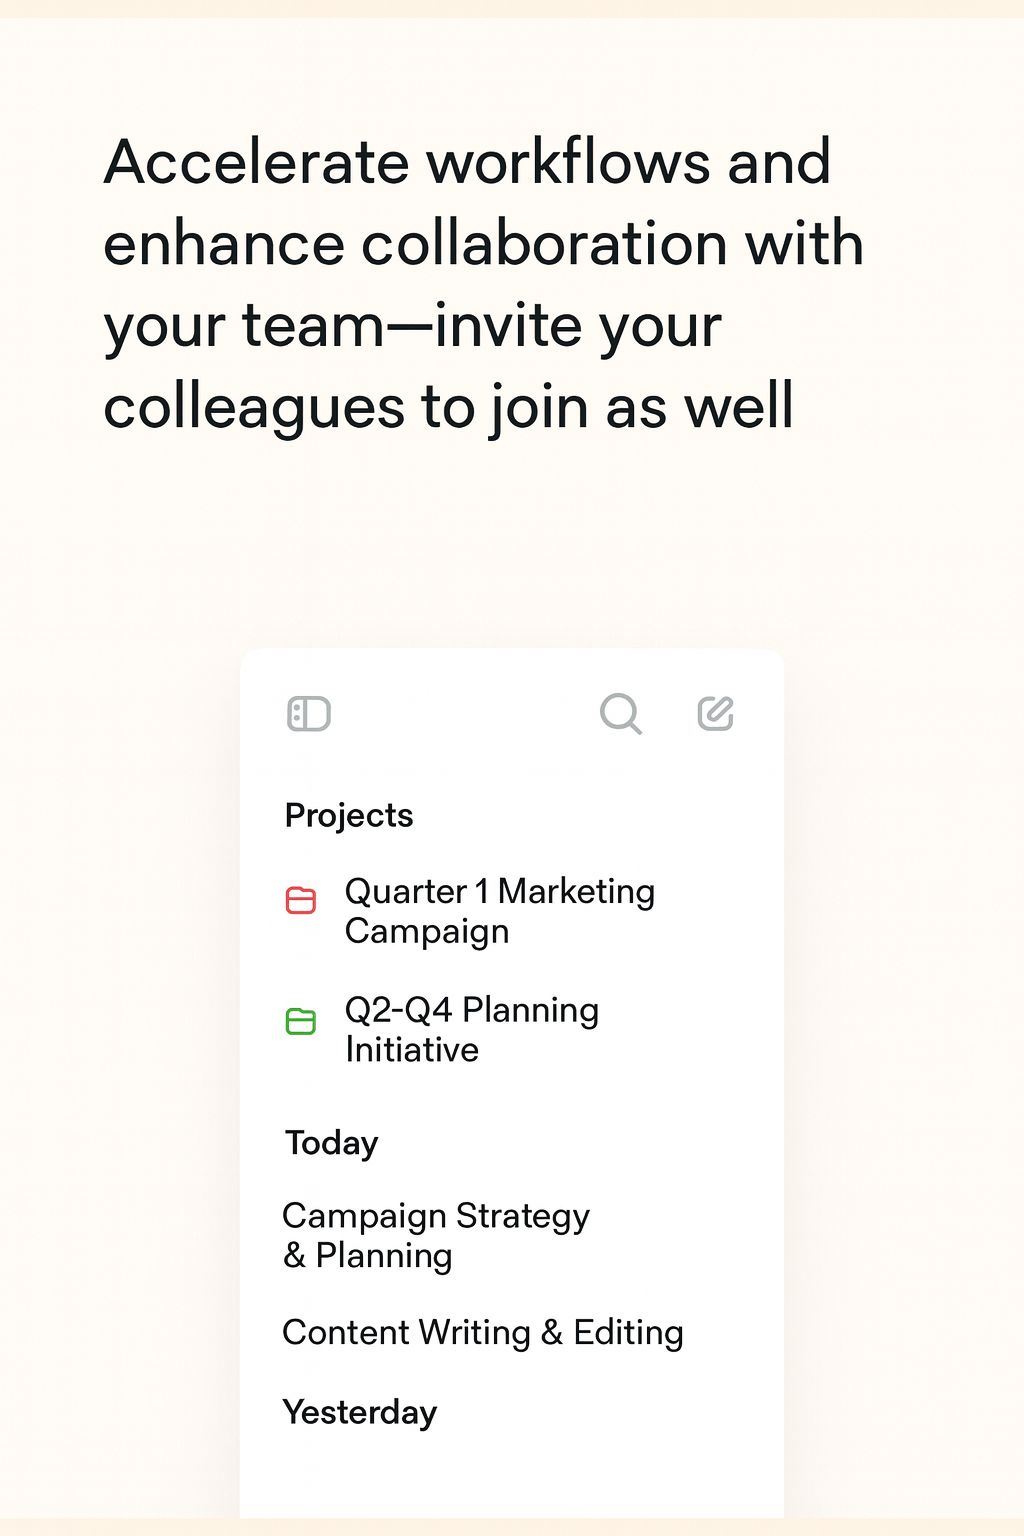 Accelerate workflows and
enhance collaboration with
your team—invite your
colleagues to join as well
Projects
Quarter 1 Marketing
Campaign
Q2-Q4 Planning
Initiative
Today
Campaign Strategy
& Planning
Content Writing & Editing
Yesterday